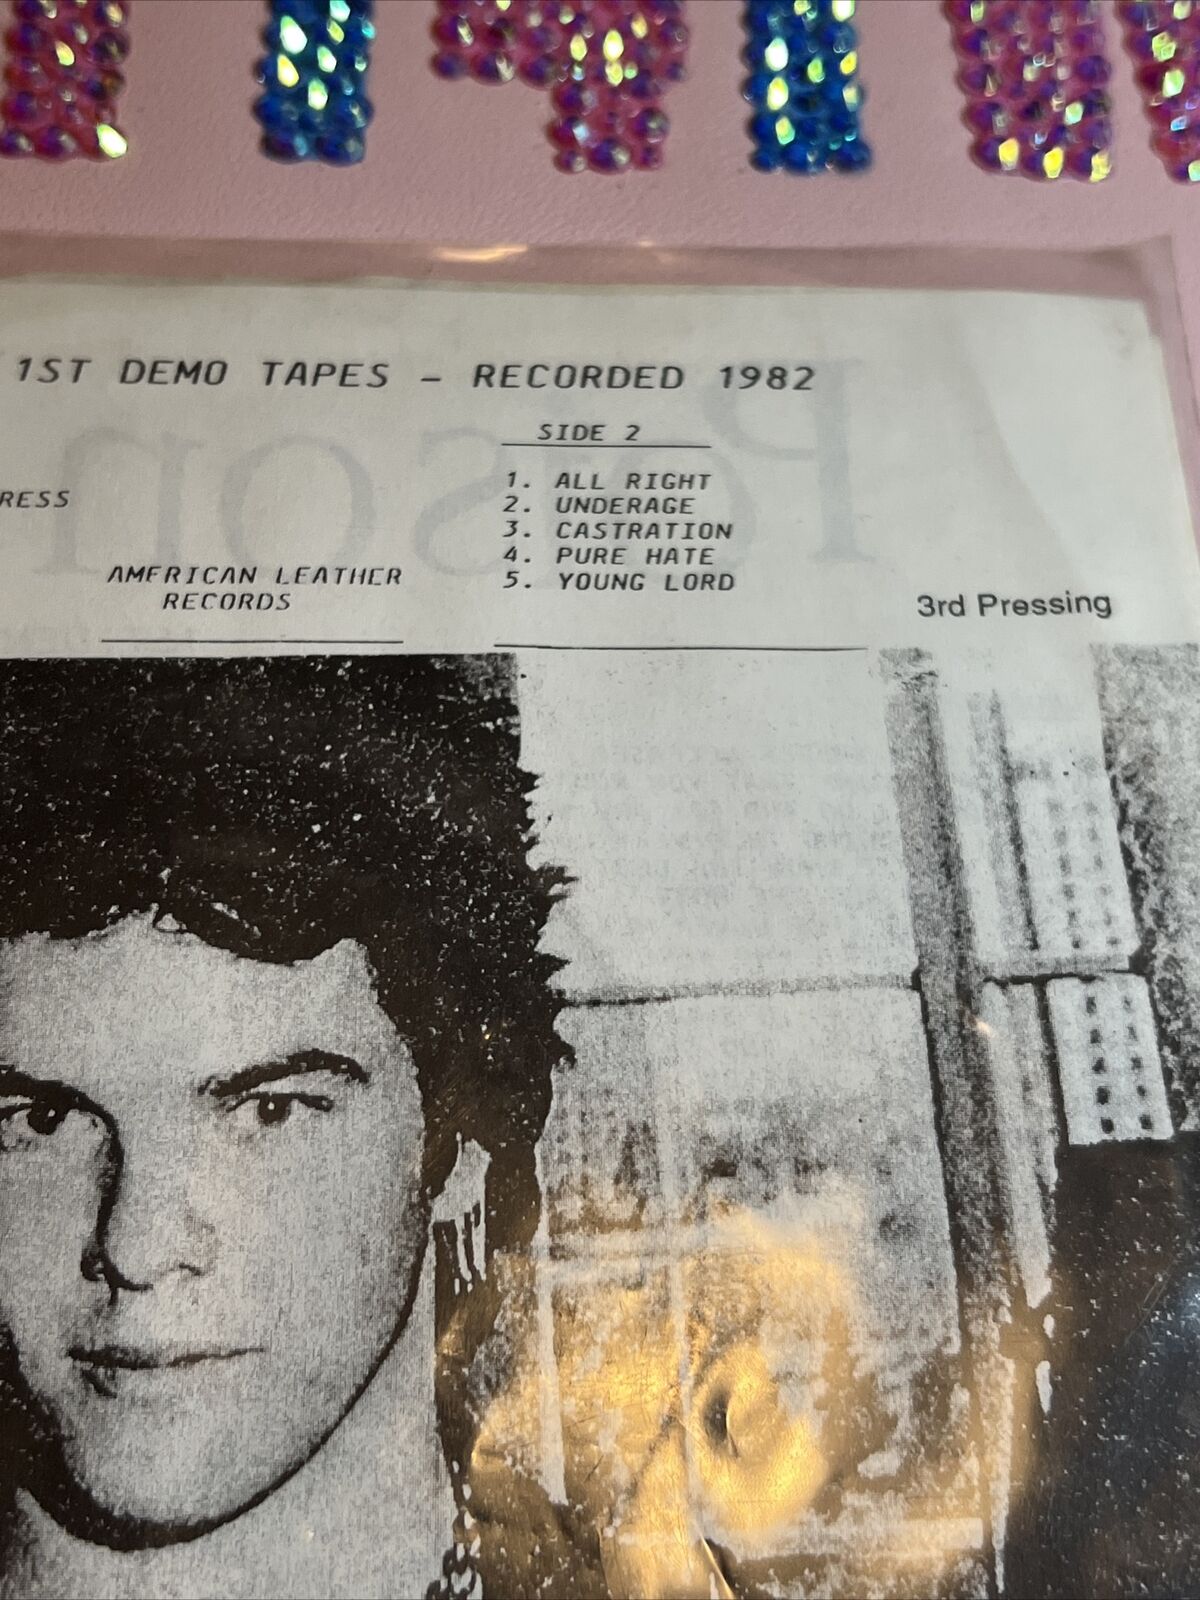 1ST DEMO TAPES - RECORDED 1982
SIDE 2
RESS
AMERICAN LEATHER
RECORDS
1. ALL RIGHT
2. UNDERAGE
3. CASTRATION
4. PURE HATE
5. YOUNG LORD
3rd Pressing